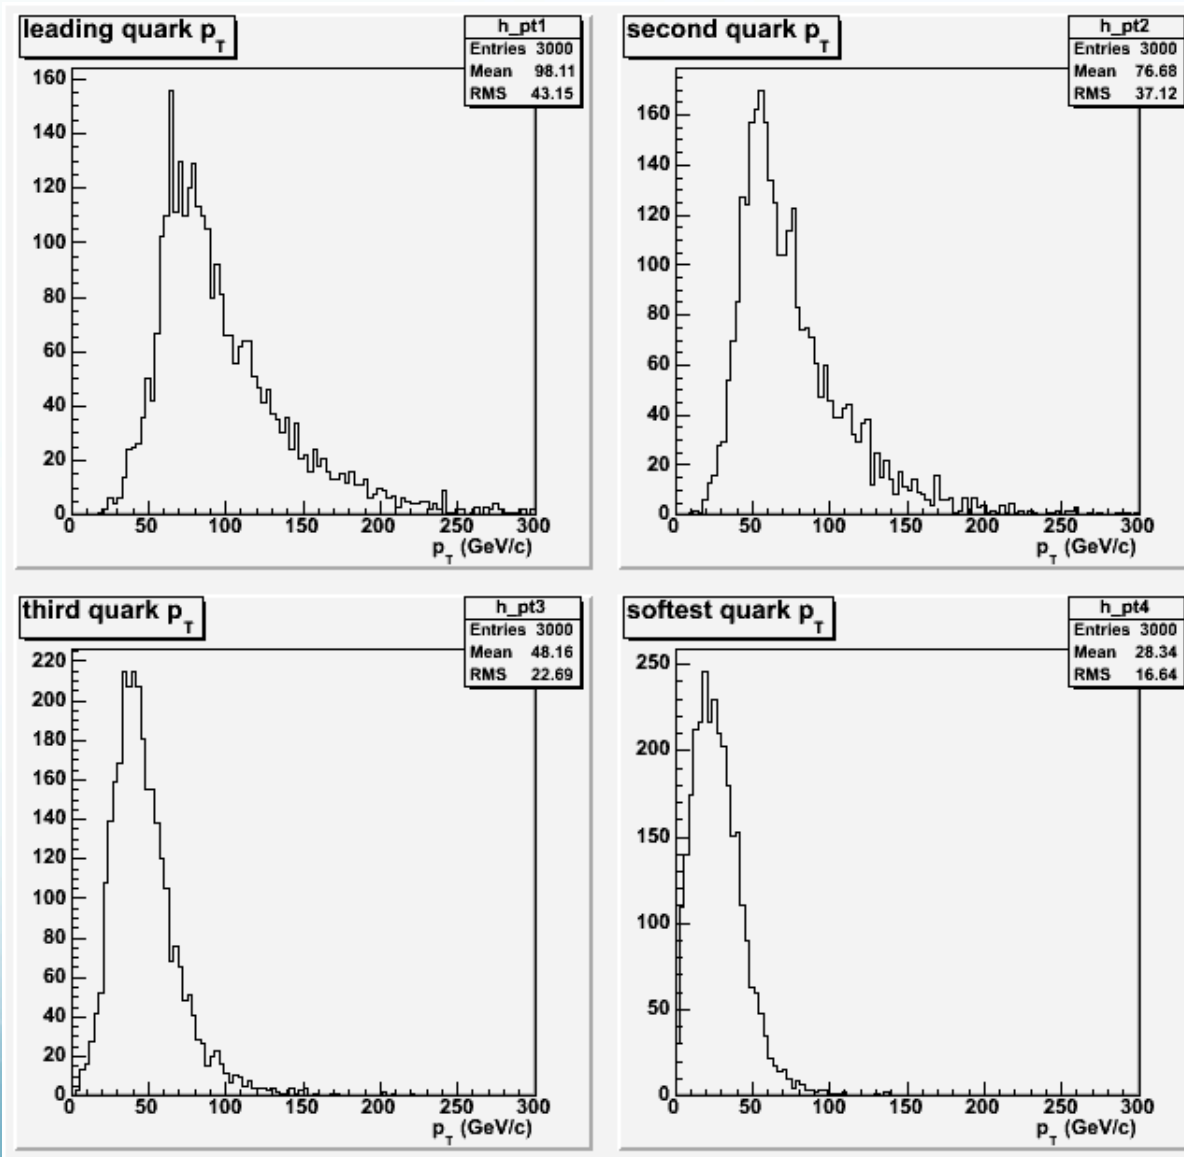 leading quark p_T
h_pt1
Entries 3000
Mean 98.11
RMS 43.15
160
140
120
100
80
60
40
20
0
0 50 100 150 200 250 300
p_T (GeV/c)
second quark p_T
h_pt2
Entries 3000
Mean 76.68
RMS 37.12
160
140
120
100
80
60
40
20
0
0 50 100 150 200 250 300
p_T (GeV/c)
third quark p_T
h_pt3
Entries 3000
Mean 48.16
RMS 22.69
220
200
180
160
140
120
100
80
60
40
20
0
0 50 100 150 200 250 300
p_T (GeV/c)
softest quark p_T
h_pt4
Entries 3000
Mean 28.34
RMS 16.64
250
200
150
100
50
0
0 50 100 150 200 250 300
p_T (GeV/c)